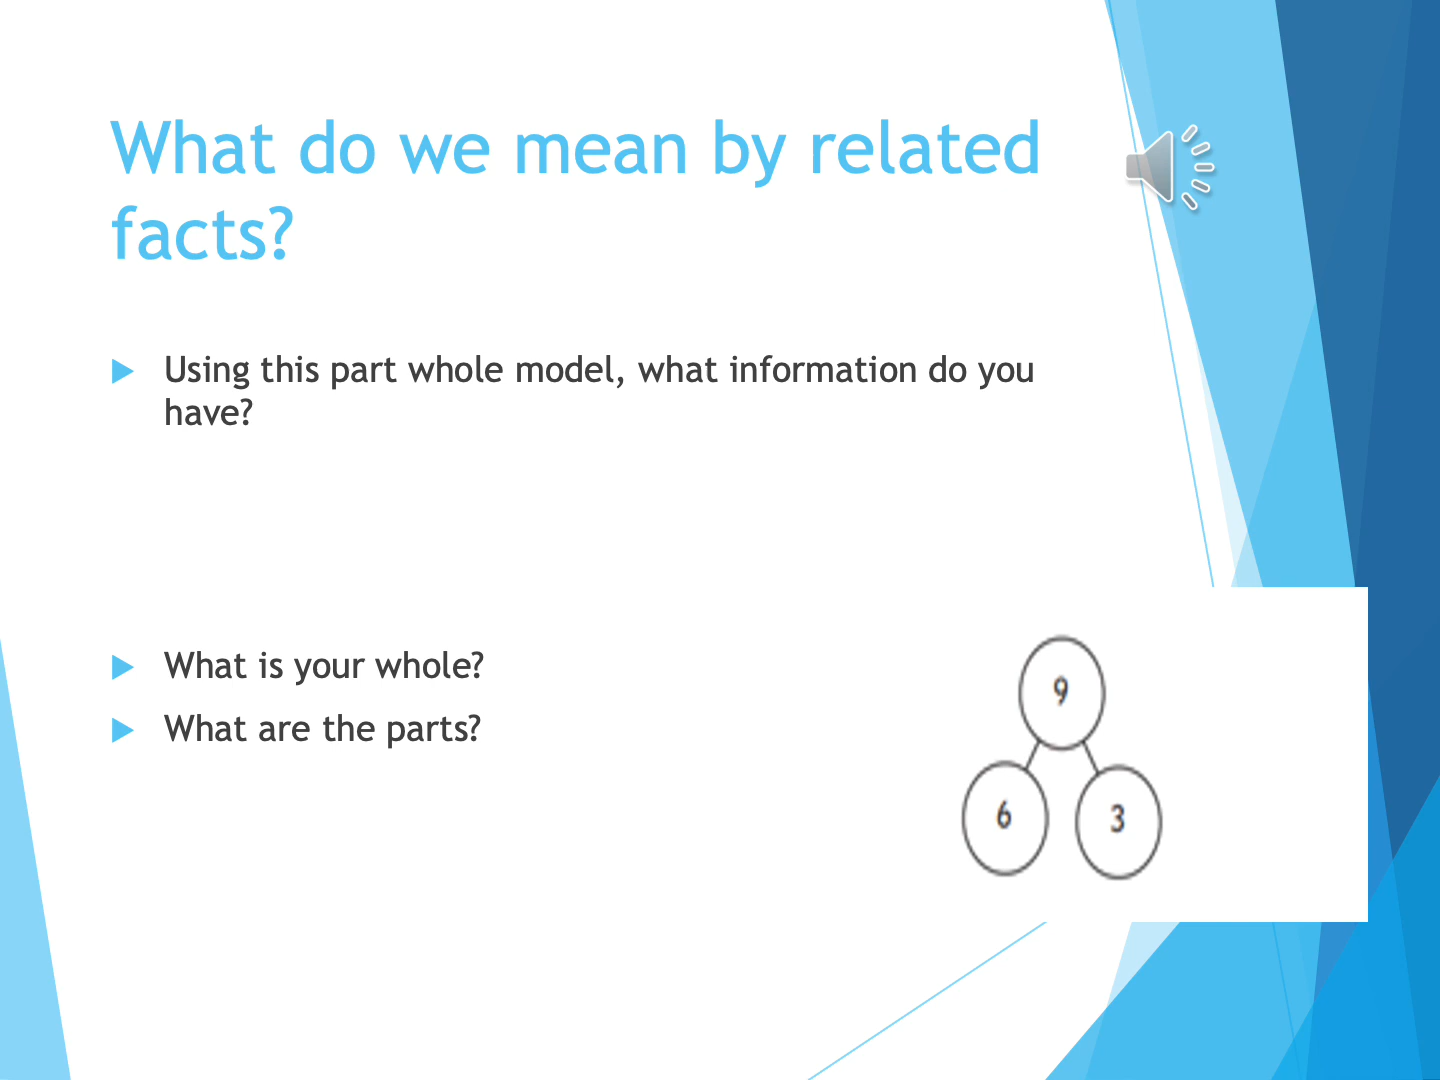 What do we mean by related
facts?
Using this part whole model, what information do you
have?
What is your whole?
What are the parts?
9
6
3